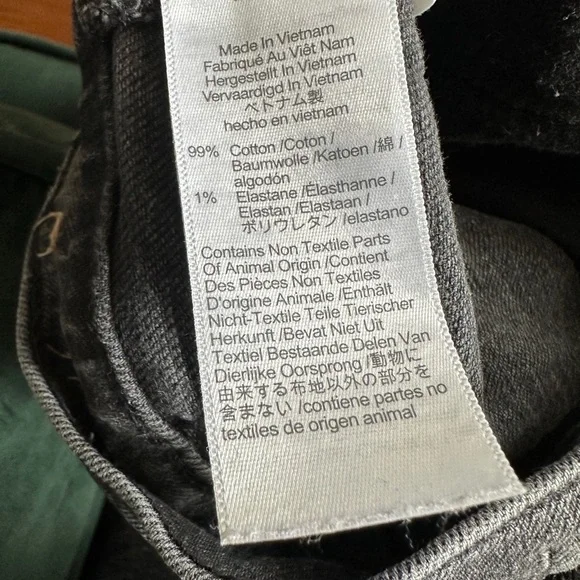 Made In Vietnam
Fabriqué Au Viêt Nam
Hergestellt In Vietnam
Vervaardigd In Vietnam
ベトナム製
hecho en vietnam
99% Cotton /Coton /
Baumwolle /Katoen /綿 /
algodón
1% Elastane /Élasthanne /
Elastan /Elastaan /
ポリウレタン /elastano
Contains Non Textile Parts
Of Animal Origin /Contient
Des Pièces Non Textiles
D'origine Animale /Enthält
Nicht-Textile Teile Tierischer
Herkunft /Bevat Niet Uit
Textiel Bestaande Delen Van
Dierlijke Oorsprong /動物に
由来する布地以外の部分を
含まない /contiene partes no
textiles de origen animal